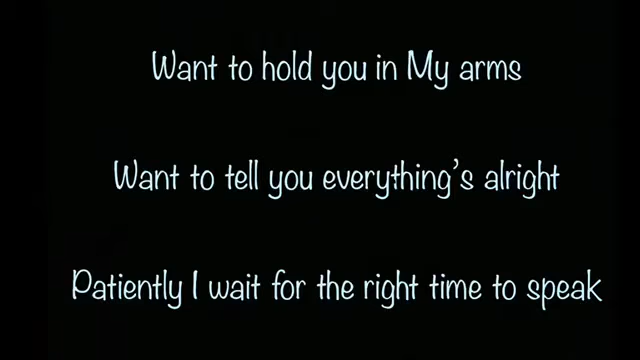 Want to hold you in My arms
Want to tell you everything's alright
Patiently I wait for the right time to speak